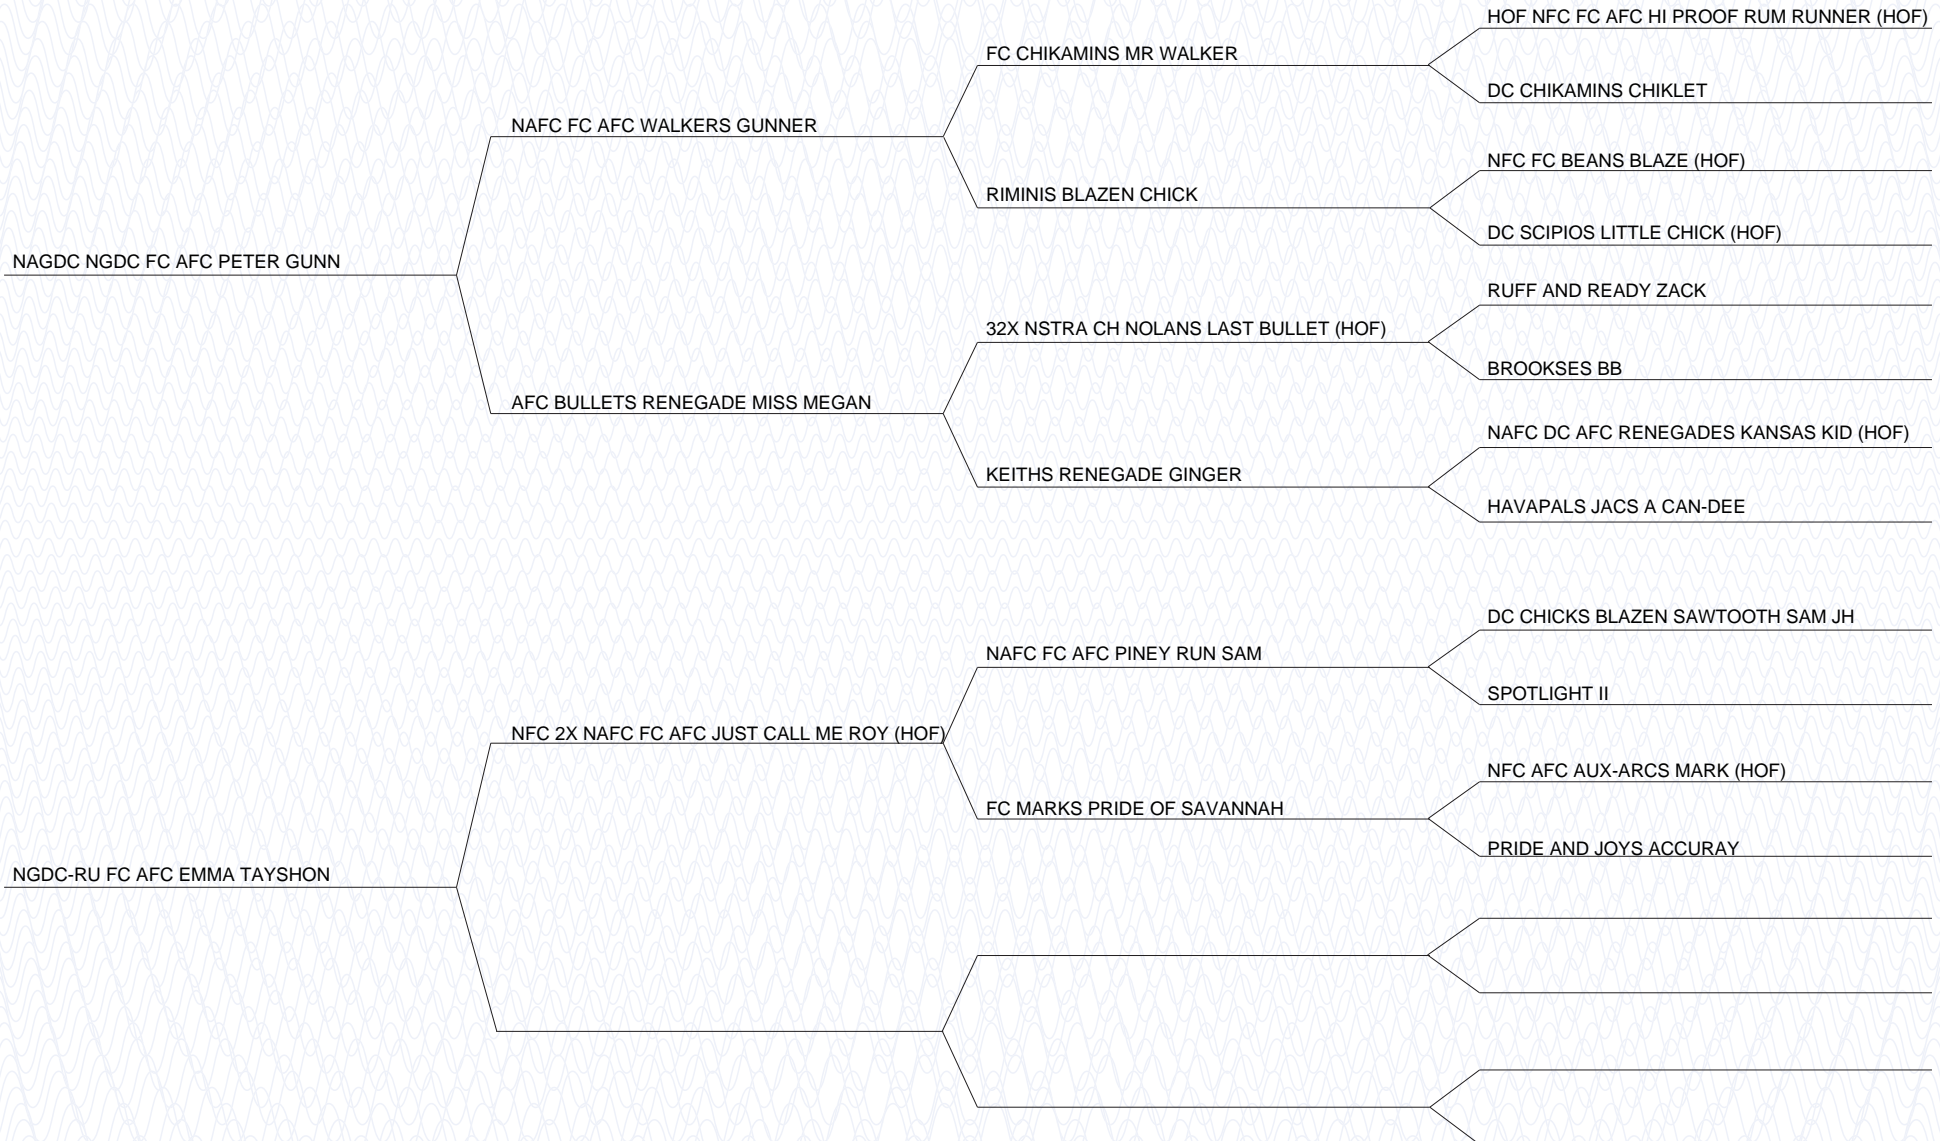 HOF NFC FC AFC HI PROOF RUM RUNNER (HOF)
FC CHIKAMINS MR WALKER
DC CHIKAMINS CHIKLET
NAFC FC AFC WALKERS GUNNER
NFC FC BEANS BLAZE (HOF)
RIMINIS BLAZEN CHICK
DC SCIPIOS LITTLE CHICK (HOF)
NAGDC NGDC FC AFC PETER GUNN
RUFF AND READY ZACK
32X NSTRA CH NOLANS LAST BULLET (HOF)
BROOKSES BB
AFC BULLETS RENEGADE MISS MEGAN
NAFC DC AFC RENEGADES KANSAS KID (HOF)
KEITHS RENEGADE GINGER
HAVAPALS JACS A CAN-DEE
DC CHICKS BLAZEN SAWTOOTH SAM JH
NAFC FC AFC PINEY RUN SAM
SPOTLIGHT II
NFC 2X NAFC FC AFC JUST CALL ME ROY (HOF)
NFC AFC AUX-ARCS MARK (HOF)
FC MARKS PRIDE OF SAVANNAH
PRIDE AND JOYS ACCURAY
NGDC-RU FC AFC EMMA TAYSHON